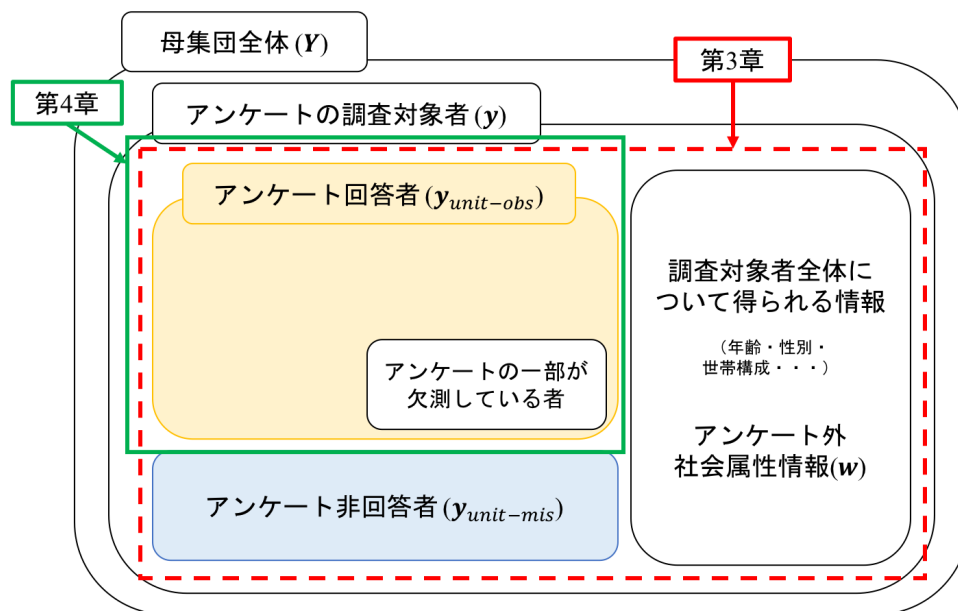 母集団全体(Y)
第3章
第4章
アンケートの調査対象者(y)
アンケート回答者(y_{unit-obs})
調査対象者全体に
ついて得られる情報
（年齢・性別・
世帯構成・・・）
アンケートの一部が
欠測している者
アンケート外
社会属性情報(w)
アンケート非回答者(y_{unit-mis})